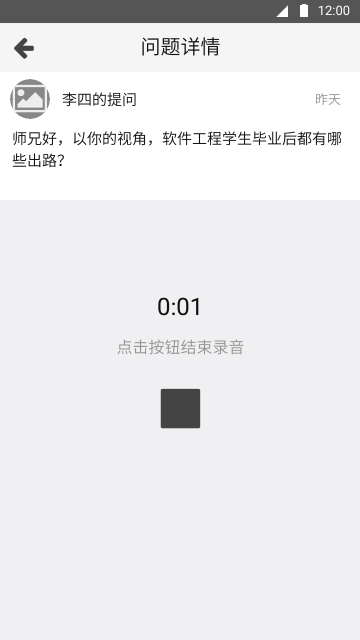 12:00
问题详情
李四的提问
昨天
师兄好，以你的视角，软件工程学生毕业后都有哪
些出路？
0:01
点击按钮结束录音